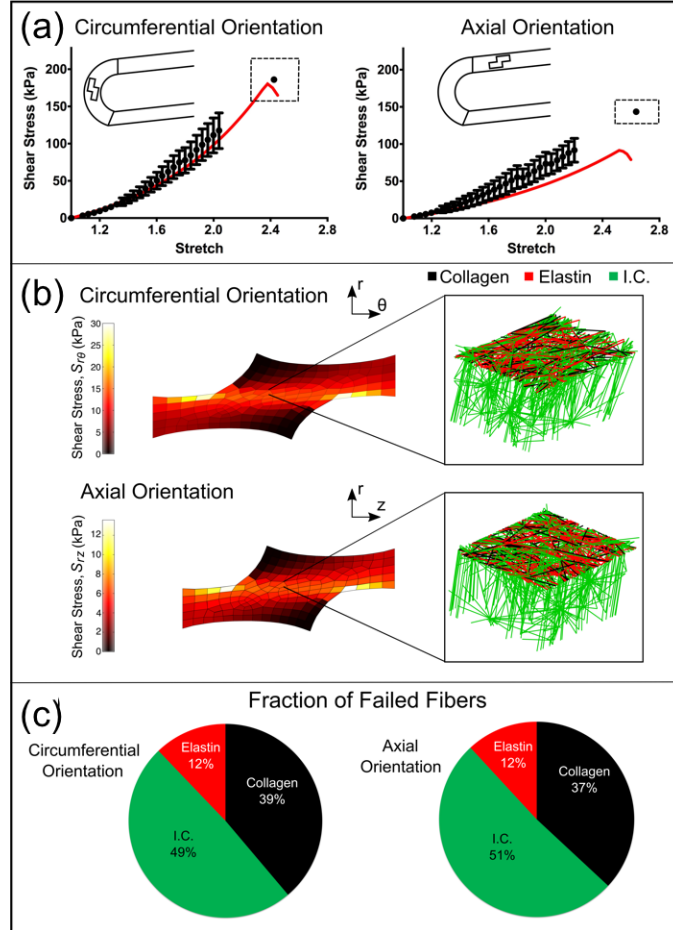 (a)
Circumferential Orientation
Axial Orientation
Shear Stress (kPa)
200
150
100
50
0
1.2
1.6
2.0
2.4
2.8
Stretch
Shear Stress (kPa)
200
150
100
50
0
1.2
1.6
2.0
2.4
2.8
Stretch
(b)
Collagen
Elastin
I.C.
Circumferential Orientation
r
θ
Shear Stress, Srθ (kPa)
30
25
20
15
10
5
0
Axial Orientation
r
z
Shear Stress, Srz (kPa)
12
10
8
6
4
2
0
(c)
Fraction of Failed Fibers
Circumferential
Orientation
Elastin
12%
Collagen
39%
I.C.
49%
Axial
Orientation
Elastin
12%
Collagen
37%
I.C.
51%